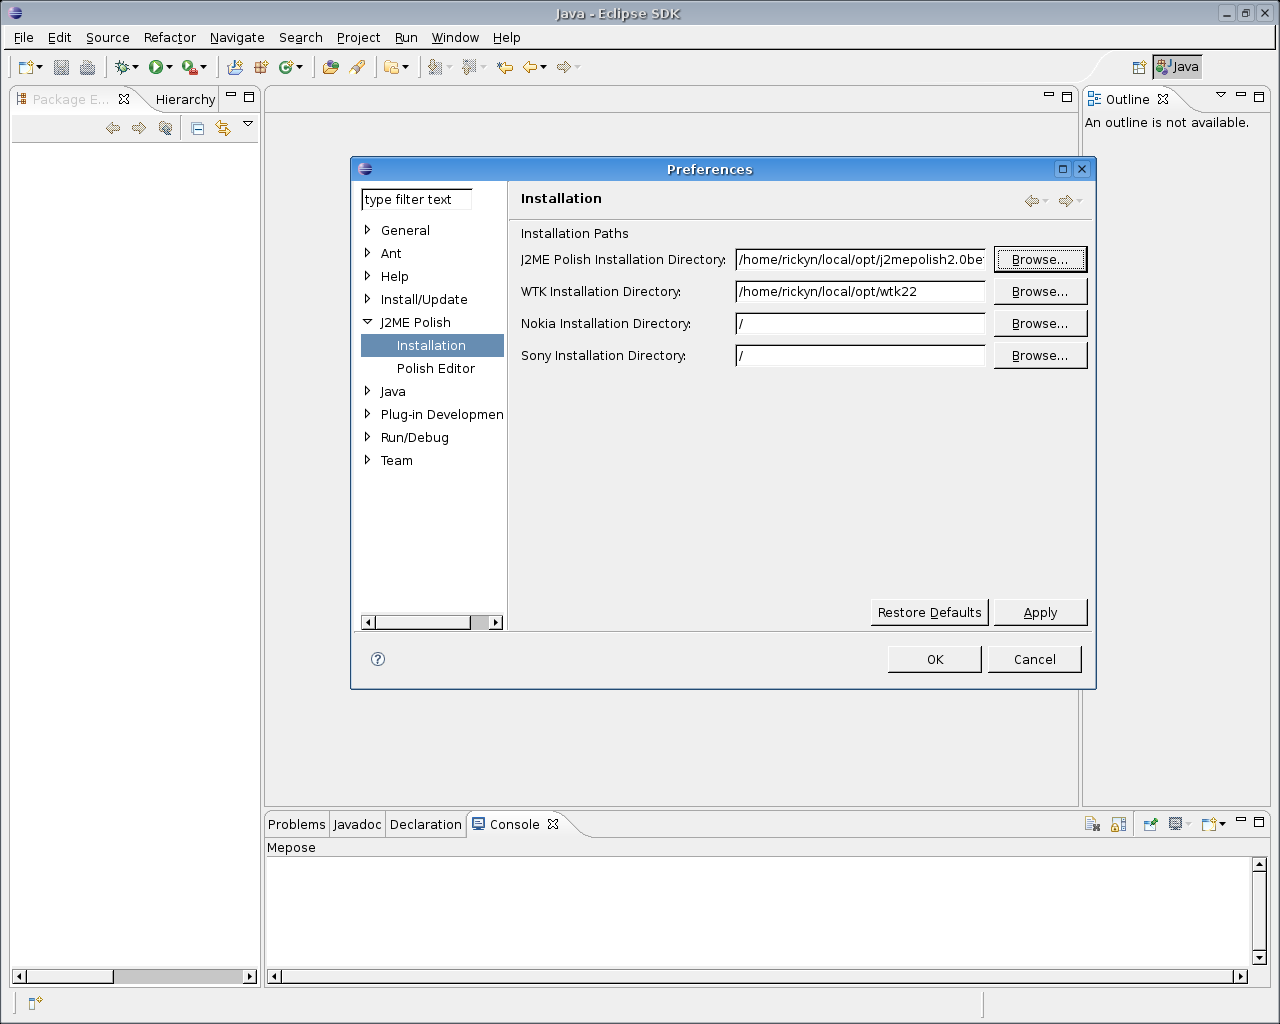 Java - Eclipse SDK
File Edit Source Refactor Navigate Search Project Run Window Help
Java
Package E... Hierarchy
Outline
An outline is not available.
Preferences
type filter text
Installation
General
Ant
Help
Install/Update
J2ME Polish
Installation
Polish Editor
Java
Plug-in Developmen
Run/Debug
Team
Installation Paths
J2ME Polish Installation Directory: /home/rickyn/local/opt/j2mepolish2.0be Browse...
WTK Installation Directory: /home/rickyn/local/opt/wtk22 Browse...
Nokia Installation Directory: / Browse...
Sony Installation Directory: / Browse...
Restore Defaults Apply
OK Cancel
Problems Javadoc Declaration Console
Mepose